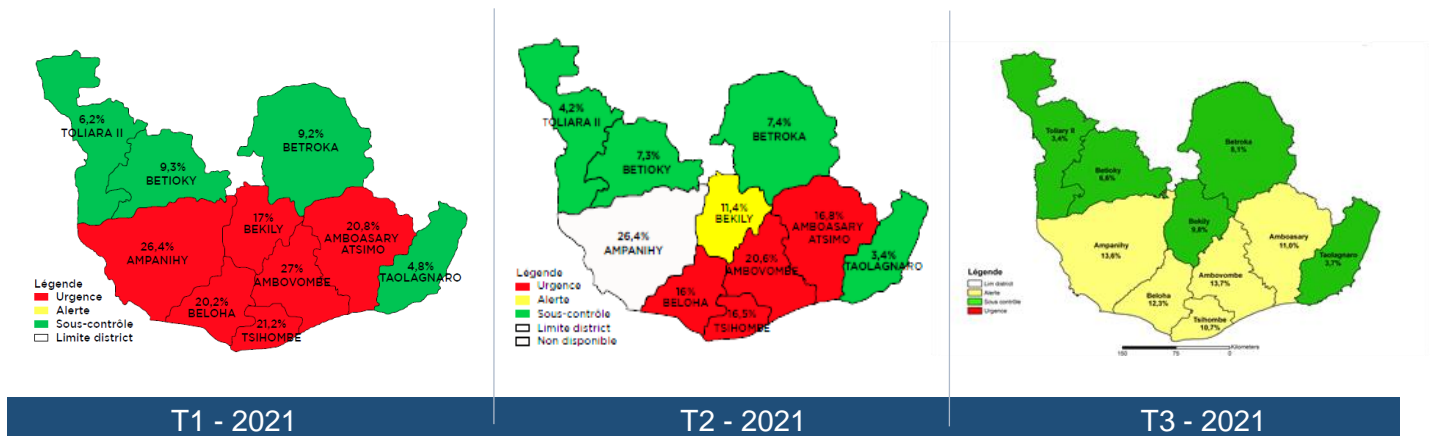 6,2%
TOLIARA II
9,2%
BETROKA
9,3%
BETIOKY
17%
BEKILY
20,8%
AMBOASARY
ATSIMO
26,4%
AMPANIHY
4,8%
TAOLAGNARO
27%
AMBOVOMBE
20,2%
BELOHA
21,2%
TSIHOMBE
Légende
Urgence
Alerte
Sous-contrôle
Limite district
T1 - 2021
4,2%
TOLIARA II
7,4%
BETROKA
7,3%
BETIOKY
11,4%
BEKILY
16,8%
AMBOASARY
ATSIMO
26,4%
AMPANIHY
3,4%
TAOLAGNARO
20,6%
AMBOVOMBE
16%
BELOHA
16,5%
TSIHOMBE
Légende
Urgence
Alerte
Sous-contrôle
Limite district
Non disponible
T2 - 2021
Toliary II
3,4%
Betroka
5,1%
Betioky
6,6%
Bekily
9,8%
Amboasary
11,0%
Ampanihy
13,6%
Taolagnaro
3,7%
Ambovombe
13,7%
Beloha
12,3%
Tsihombe
10,7%
Légende
Lim district
Alerte
Sous contrôle
Urgence
Kilometers
150 75 0
T3 - 2021